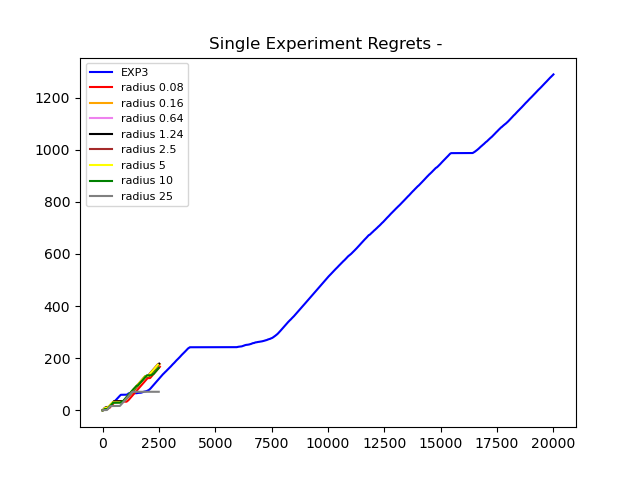 Single Experiment Regrets -
EXP3
radius 0.08
radius 0.16
radius 0.64
radius 1.24
radius 2.5
radius 5
radius 10
radius 25
1200
1000
800
600
400
200
0
0 2500 5000 7500 10000 12500 15000 17500 20000